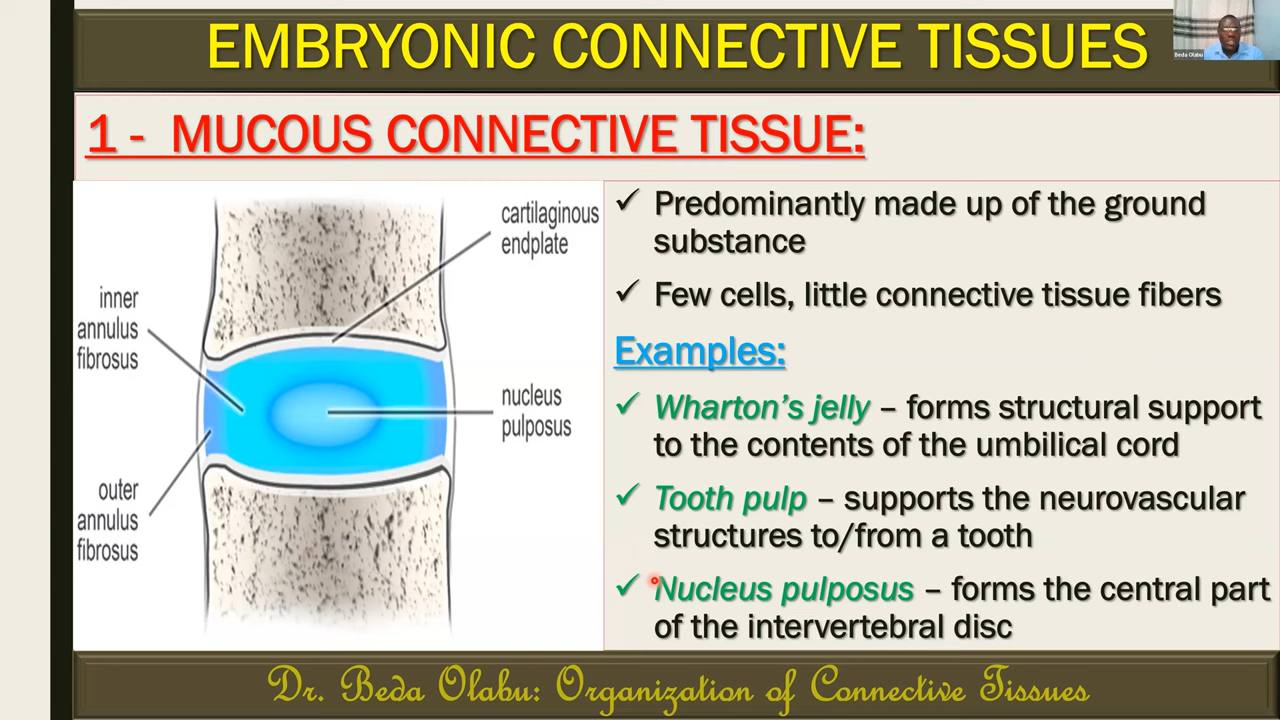 EMBRYONIC CONNECTIVE TISSUES
Beda Olabu
1 - MUCOUS CONNECTIVE TISSUE:
cartilaginous
endplate
inner
annulus
fibrosus
nucleus
pulposus
outer
annulus
fibrosus
✓ Predominantly made up of the ground
substance
✓ Few cells, little connective tissue fibers
Examples:
✓ Wharton's jelly – forms structural support
to the contents of the umbilical cord
✓ Tooth pulp – supports the neurovascular
structures to/from a tooth
✓ Nucleus pulposus – forms the central part
of the intervertebral disc
Dr. Beda Olabu: Organization of Connective Tissues